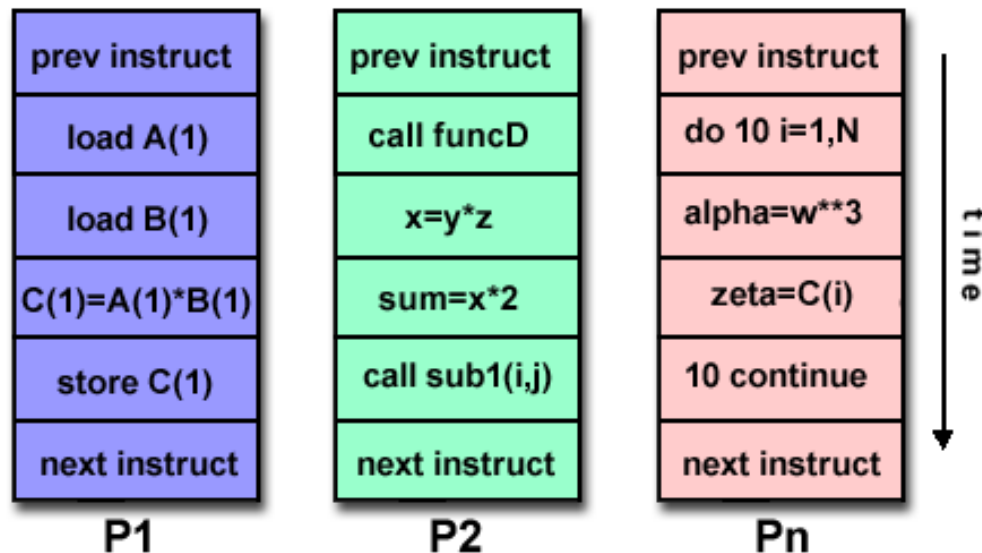 prev instruct
load A(1)
load B(1)
C(1)=A(1)*B(1)
store C(1)
next instruct
P1
prev instruct
call funcD
x=y*z
sum=x*2
call sub1(i,j)
next instruct
P2
prev instruct
do 10 i=1,N
alpha=w**3
zeta=C(i)
10 continue
next instruct
Pn
time